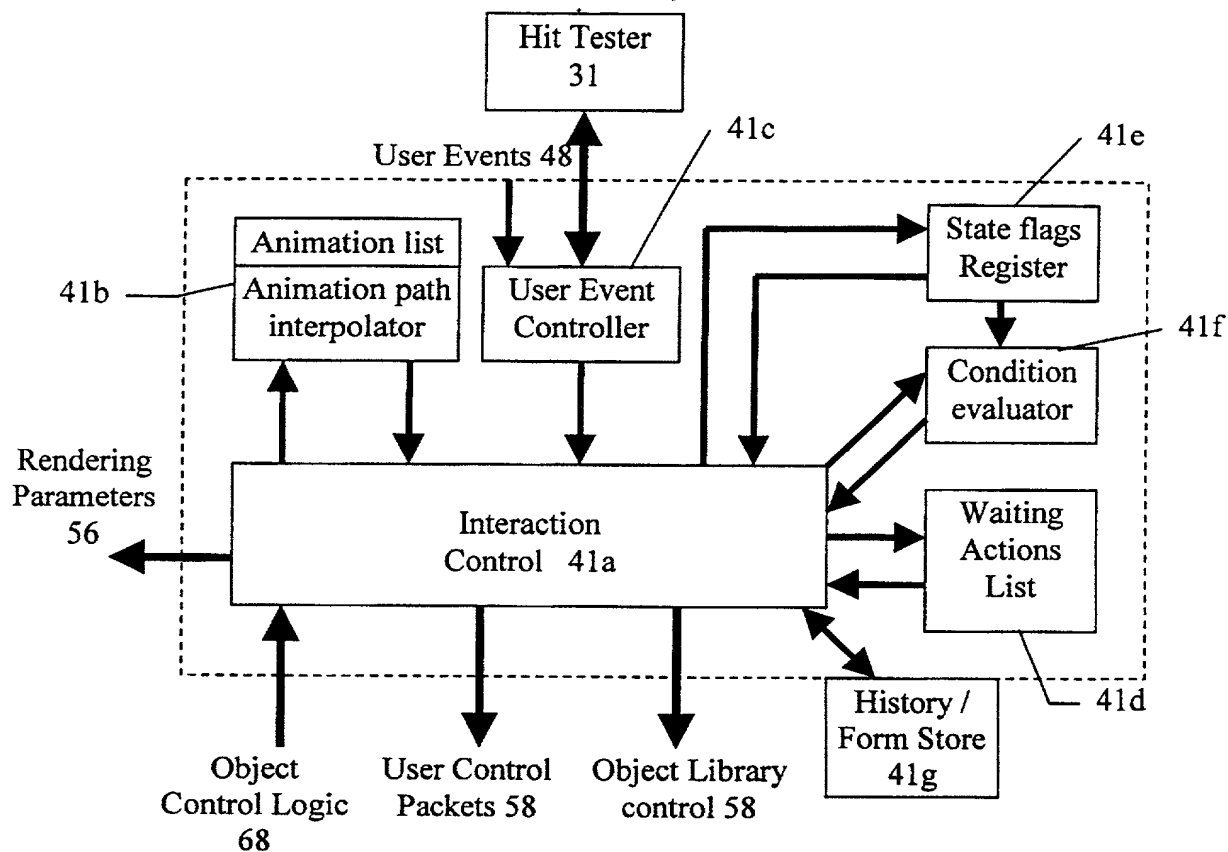 Hit Tester
31
41c
41e
User Events 48
Animation list
Animation path
interpolator
41b
User Event
Controller
State flags
Register
41f
Condition
evaluator
Rendering
Parameters
56
Interaction
Control 41a
Waiting
Actions
List
41d
History /
Form Store
41g
Object
Control Logic
68
User Control
Packets 58
Object Library
control 58